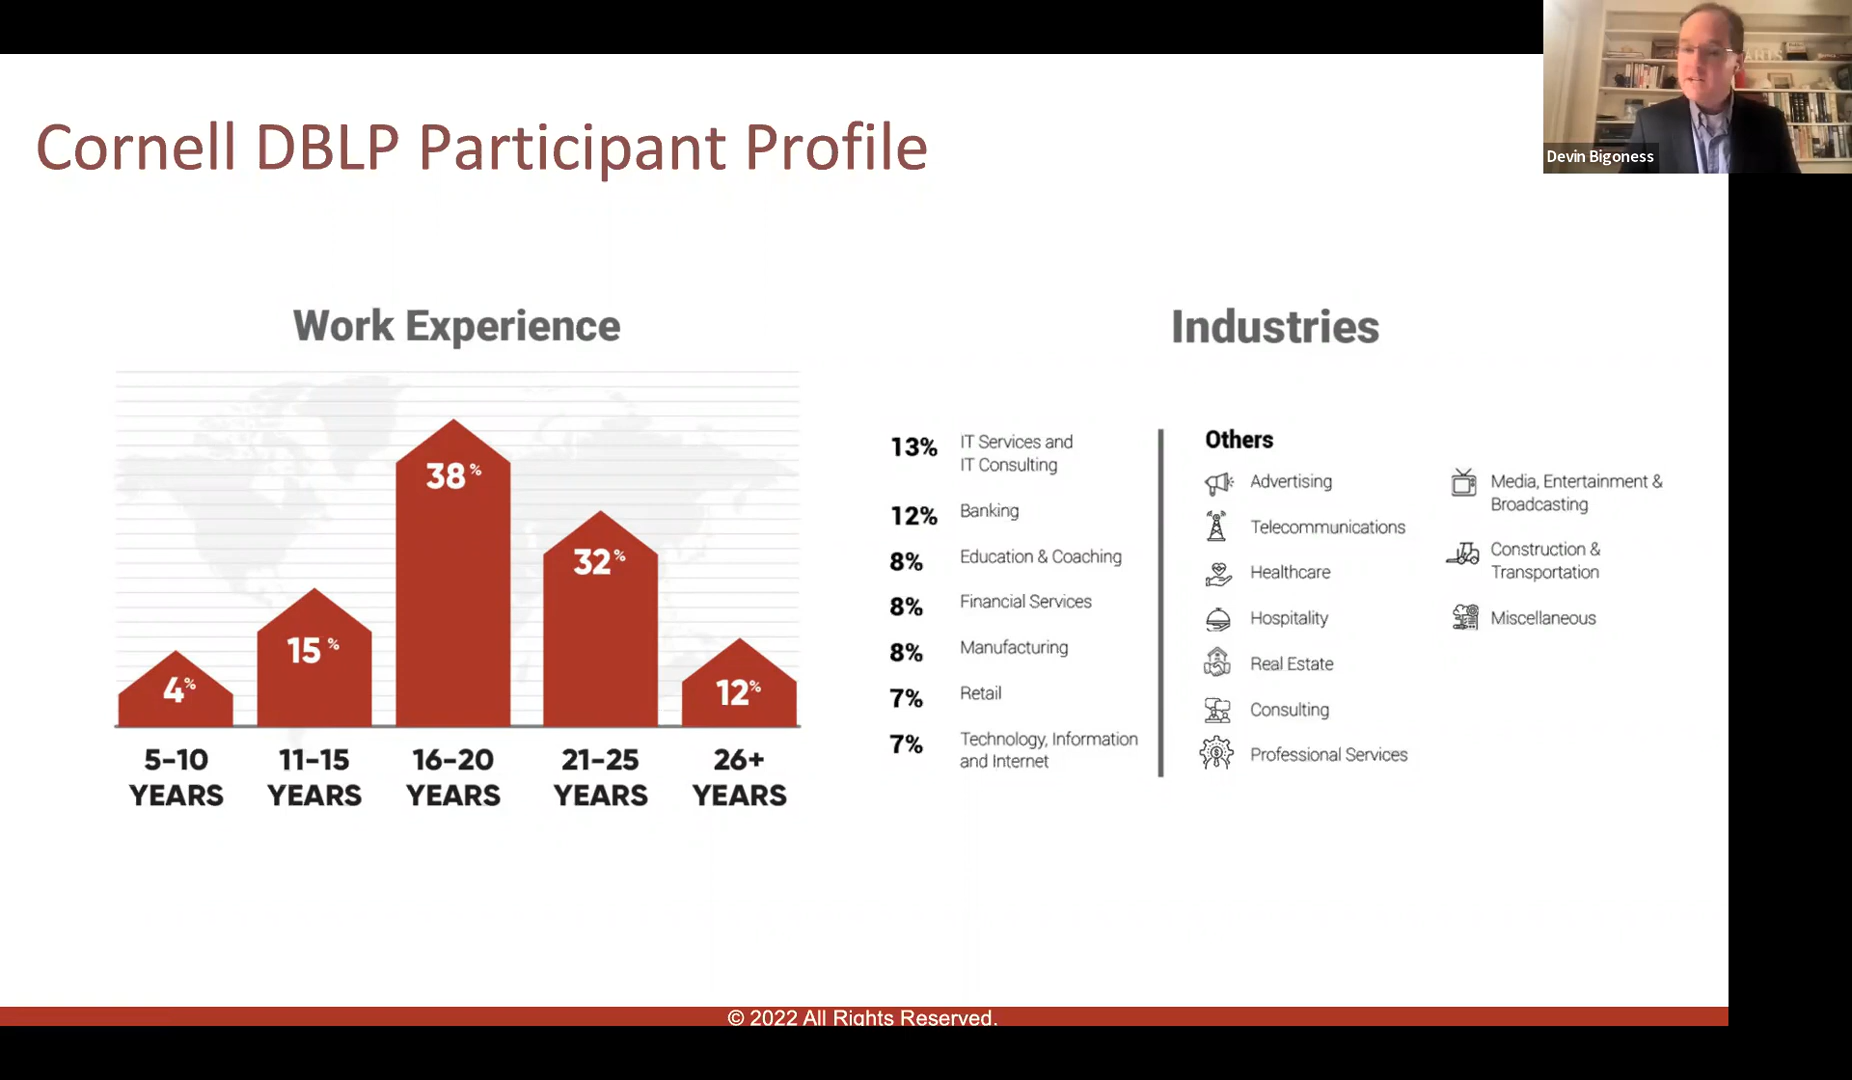 Cornell DBLP Participant Profile
Devin Bigoness
Work Experience
38%
32%
15%
12%
4%
5-10 YEARS
11-15 YEARS
16-20 YEARS
21-25 YEARS
26+ YEARS
Industries
13% IT Services and
IT Consulting
12% Banking
8% Education & Coaching
8% Financial Services
8% Manufacturing
7% Retail
7% Technology, Information
and Internet
Others
Advertising
Telecommunications
Healthcare
Hospitality
Real Estate
Consulting
Professional Services
Media, Entertainment &
Broadcasting
Construction &
Transportation
Miscellaneous
© 2022 All Rights Reserved.